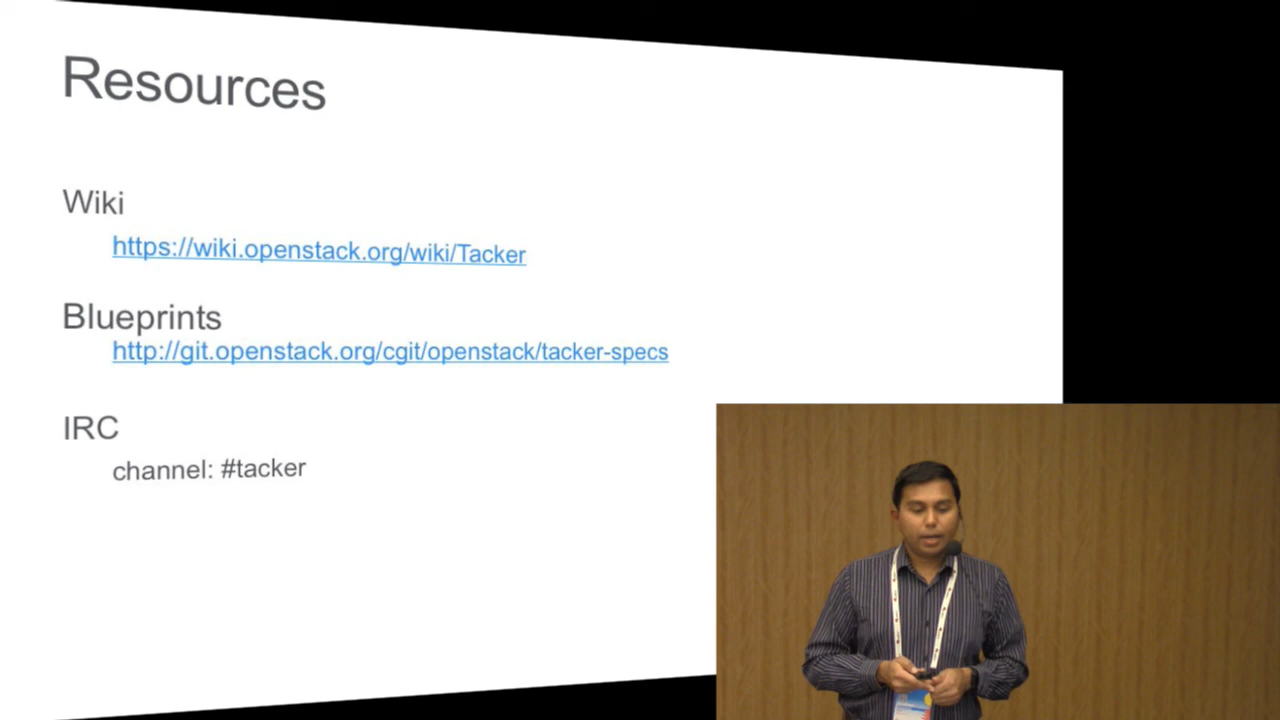 Resources
Wiki
https://wiki.openstack.org/wiki/Tacker
Blueprints
http://git.openstack.org/cgit/openstack/tacker-specs
IRC
channel: #tacker